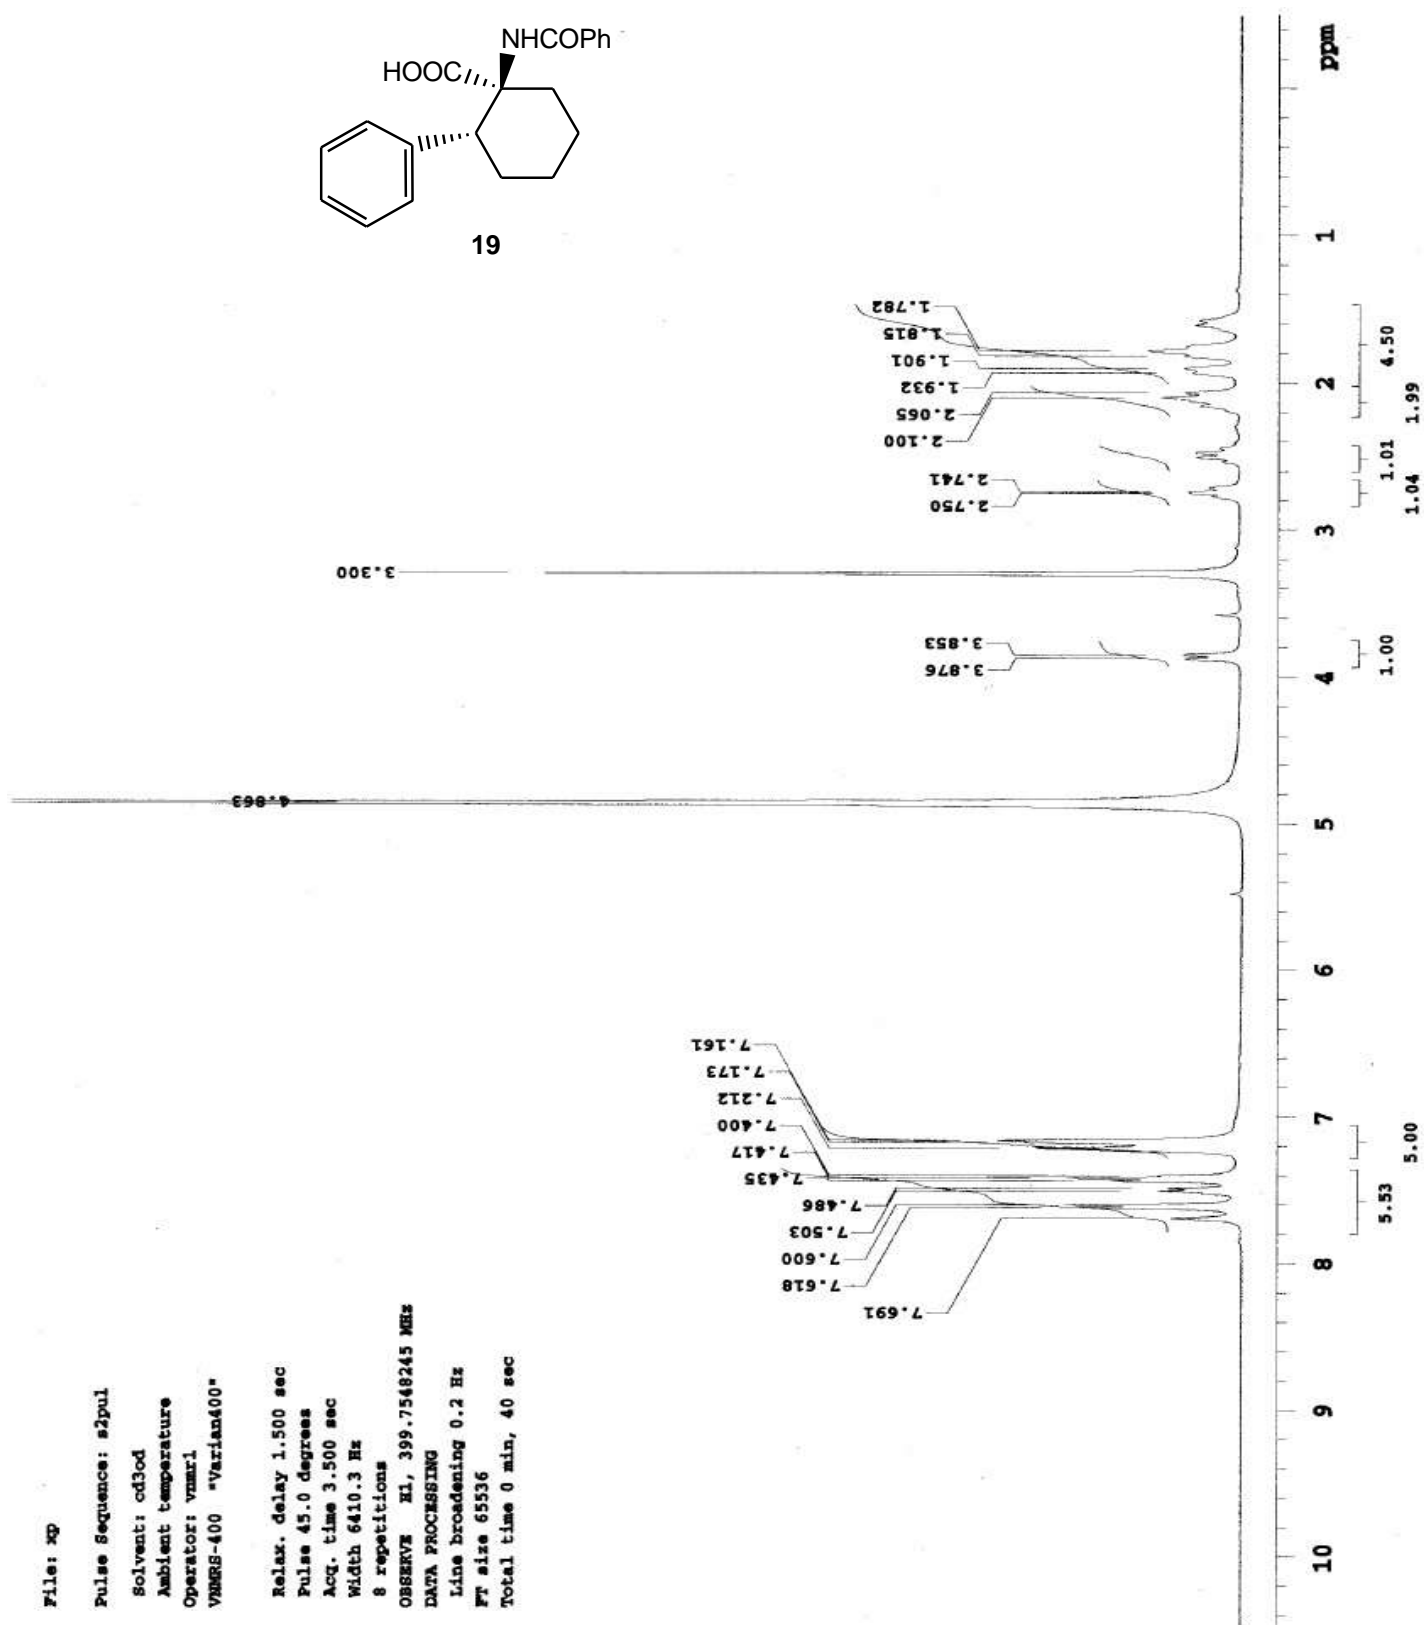 NHCOPh
HOOC
19
File: xp
Pulse Sequence: s2pul
Solvent: cd3od
Ambient temperature
Operator: vnmr1
VNMRS-400 "Varian400"
Relax. delay 1.500 sec
Pulse 45.0 degrees
Acq. time 3.500 sec
Width 6410.3 Hz
8 repetitions
OBSERVE H1, 399.7548245 MHz
DATA PROCESSING
Line broadening 0.2 Hz
FT size 65536
Total time 0 min, 40 sec
7.691
7.618
7.600
7.503
7.486
7.435
7.417
7.400
7.212
7.173
7.161
4.863
3.876
3.853
3.300
2.750
2.741
2.100
2.065
1.932
1.901
1.815
1.782
10 9 8 7 6 5 4 3 2 1 ppm
5.53
5.00
1.00
1.04
1.01
1.99
4.50